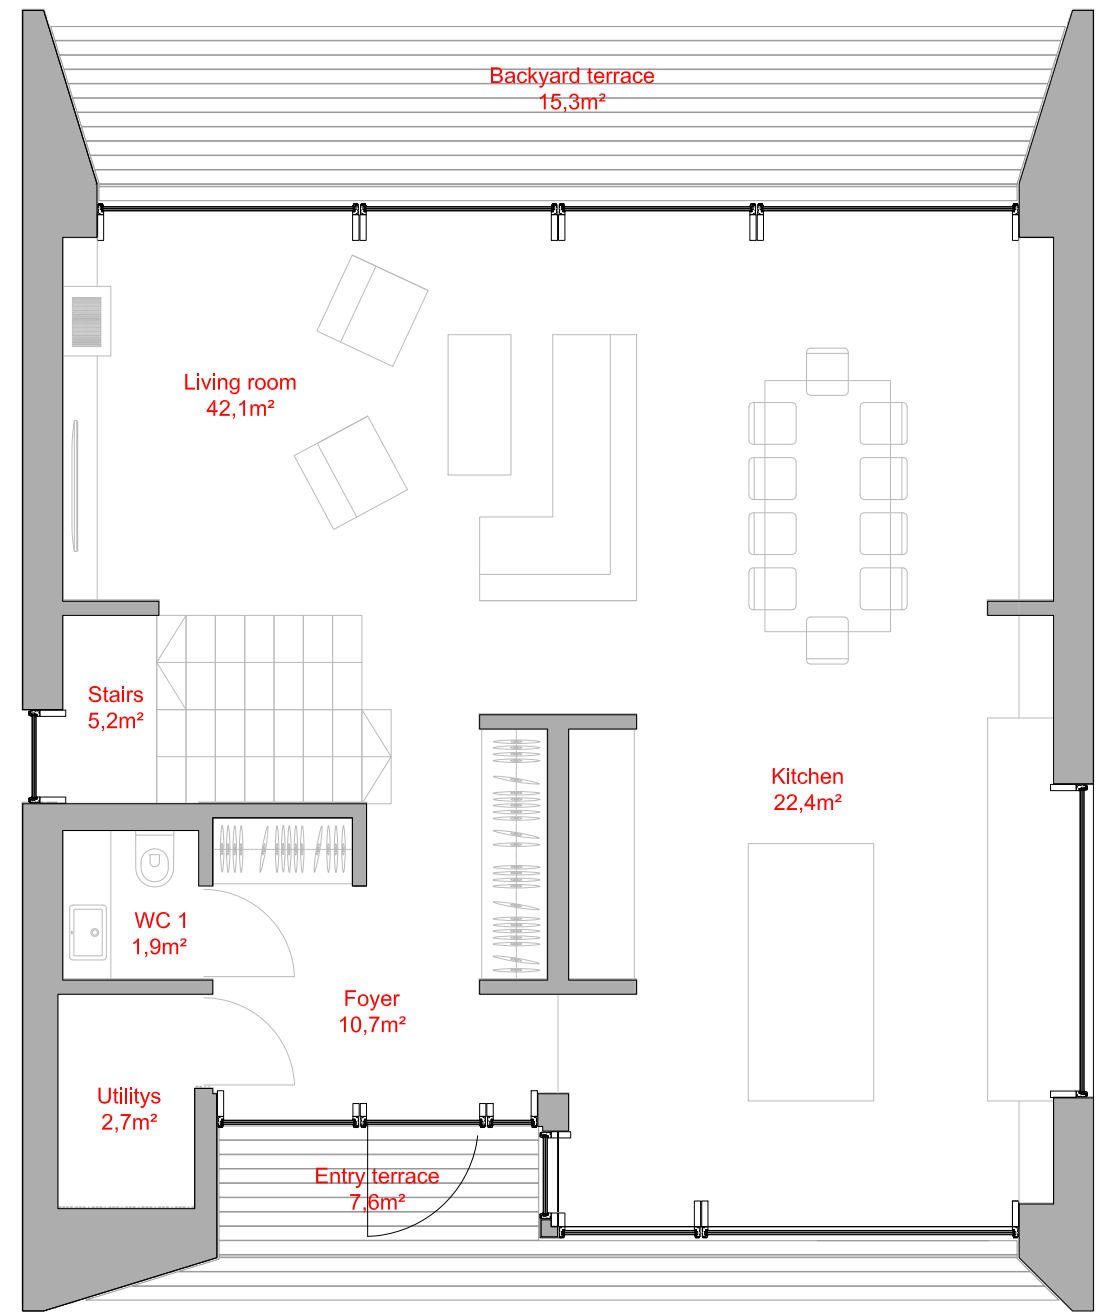 Backyard terrace
15,3m²
Living room
42,1m²
Stairs
5,2m²
Kitchen
22,4m²
WC 1
1,9m²
Foyer
10,7m²
Utilitys
2,7m²
Entry terrace
7,6m²